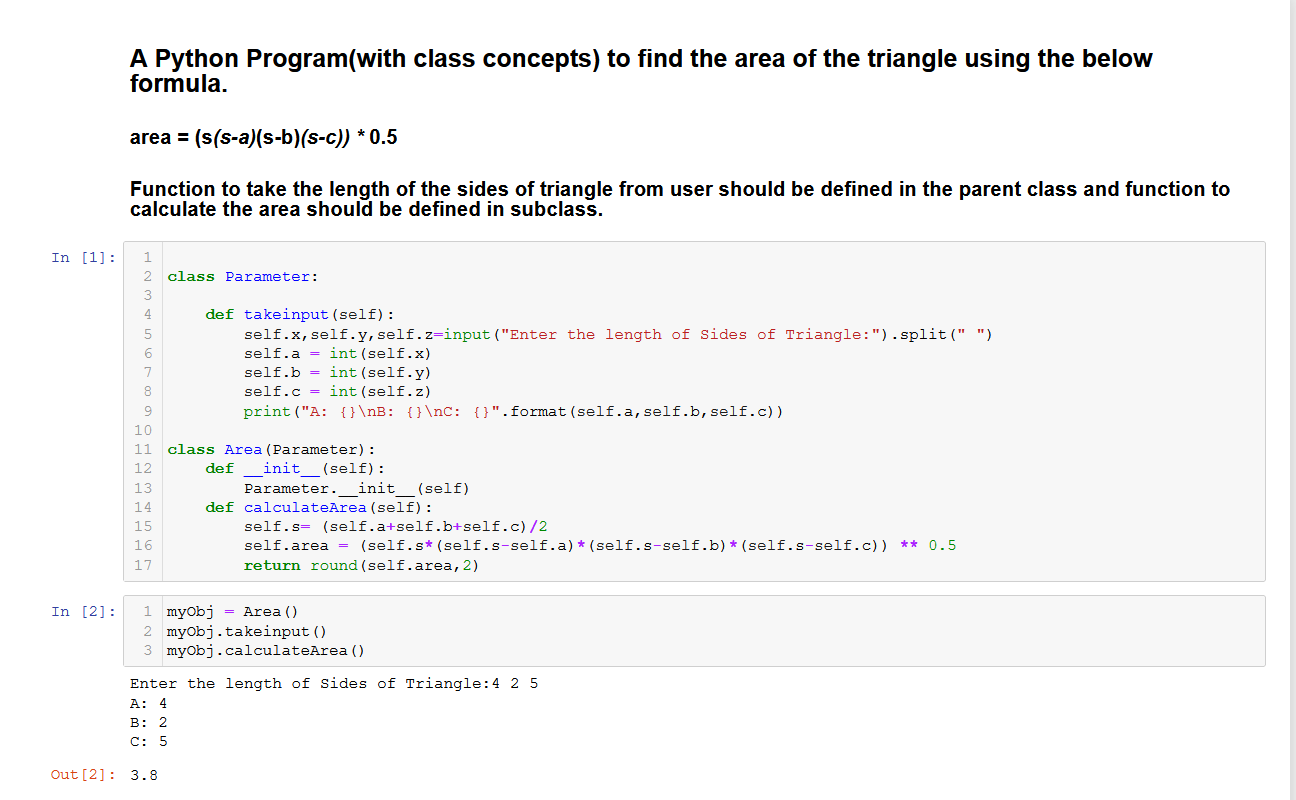 A Python Program(with class concepts) to find the area of the triangle using the below
formula.
area = (s(s-a)(s-b)(s-c)) * 0.5
Function to take the length of the sides of triangle from user should be defined in the parent class and function to
calculate the area should be defined in subclass.
In [1]:
1
2 class Parameter:
3
4     def takeinput(self):
5         self.x,self.y,self.z=input("Enter the length of Sides of Triangle:").split(" ")
6         self.a = int(self.x)
7         self.b = int(self.y)
8         self.c = int(self.z)
9         print("A: {}\nB: {}\nC: {}".format(self.a,self.b,self.c))
10
11 class Area(Parameter):
12     def __init__(self):
13         Parameter.__init__(self)
14     def calculateArea(self):
15         self.s= (self.a+self.b+self.c)/2
16         self.area = (self.s*(self.s-self.a)*(self.s-self.b)*(self.s-self.c)) ** 0.5
17         return round(self.area,2)
In [2]:
1 myObj = Area()
2 myObj.takeinput()
3 myObj.calculateArea()
Enter the length of Sides of Triangle:4 2 5
A: 4
B: 2
C: 5
Out[2]: 3.8